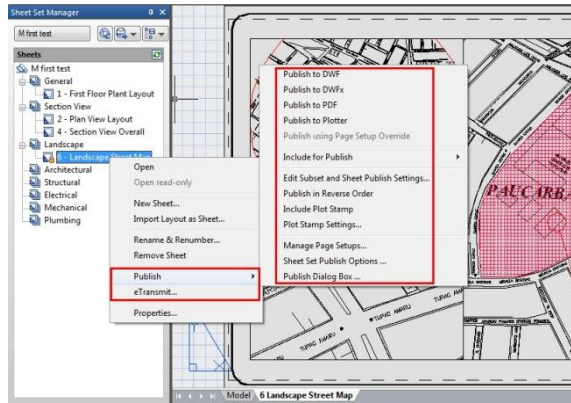 Sheet Set Manager
M first test
Sheets
M first test
General
1 - First Floor Plant Layout
Section View
2 - Plan View Layout
4 - Section View Overall
Landscape
6 - Landscape Street Map
Architectural
Structural
Electrical
Mechanical
Plumbing
Open
Open read-only
New Sheet...
Import Layout as Sheet...
Rename & Renumber...
Remove Sheet
Publish
eTransmit...
Properties...
Publish to DWF
Publish to DWFx
Publish to PDF
Publish to Plotter
Publish using Page Setup Override
Include for Publish
Edit Subset and Sheet Publish Settings...
Publish in Reverse Order
Include Plot Stamp
Plot Stamp Settings...
Manage Page Setups...
Sheet Set Publish Options ...
Publish Dialog Box ...
PAUCARBA
TUPAC AMARU
TUPAC AMARU
Model
6 Landscape Street Map